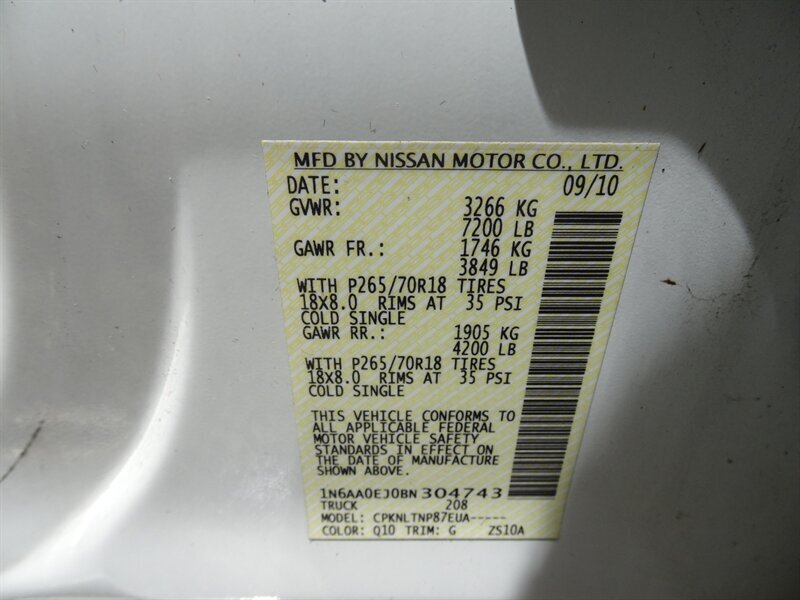 MFD BY NISSAN MOTOR CO., LTD.
DATE: 09/10
GVWR: 3266 KG
7200 LB
GAWR FR.: 1746 KG
3849 LB
WITH P265/70R18 TIRES
18X8.0 RIMS AT 35 PSI
COLD SINGLE
GAWR RR.: 1905 KG
4200 LB
WITH P265/70R18 TIRES
18X8.0 RIMS AT 35 PSI
COLD SINGLE
THIS VEHICLE CONFORMS TO
ALL APPLICABLE FEDERAL
MOTOR VEHICLE SAFETY
STANDARDS IN EFFECT ON
THE DATE OF MANUFACTURE
SHOWN ABOVE.
1N6AA0EJ0BN304743
TRUCK 208
MODEL: CPKNLTNP87EUA-----
COLOR: Q10 TRIM: G ZS10A